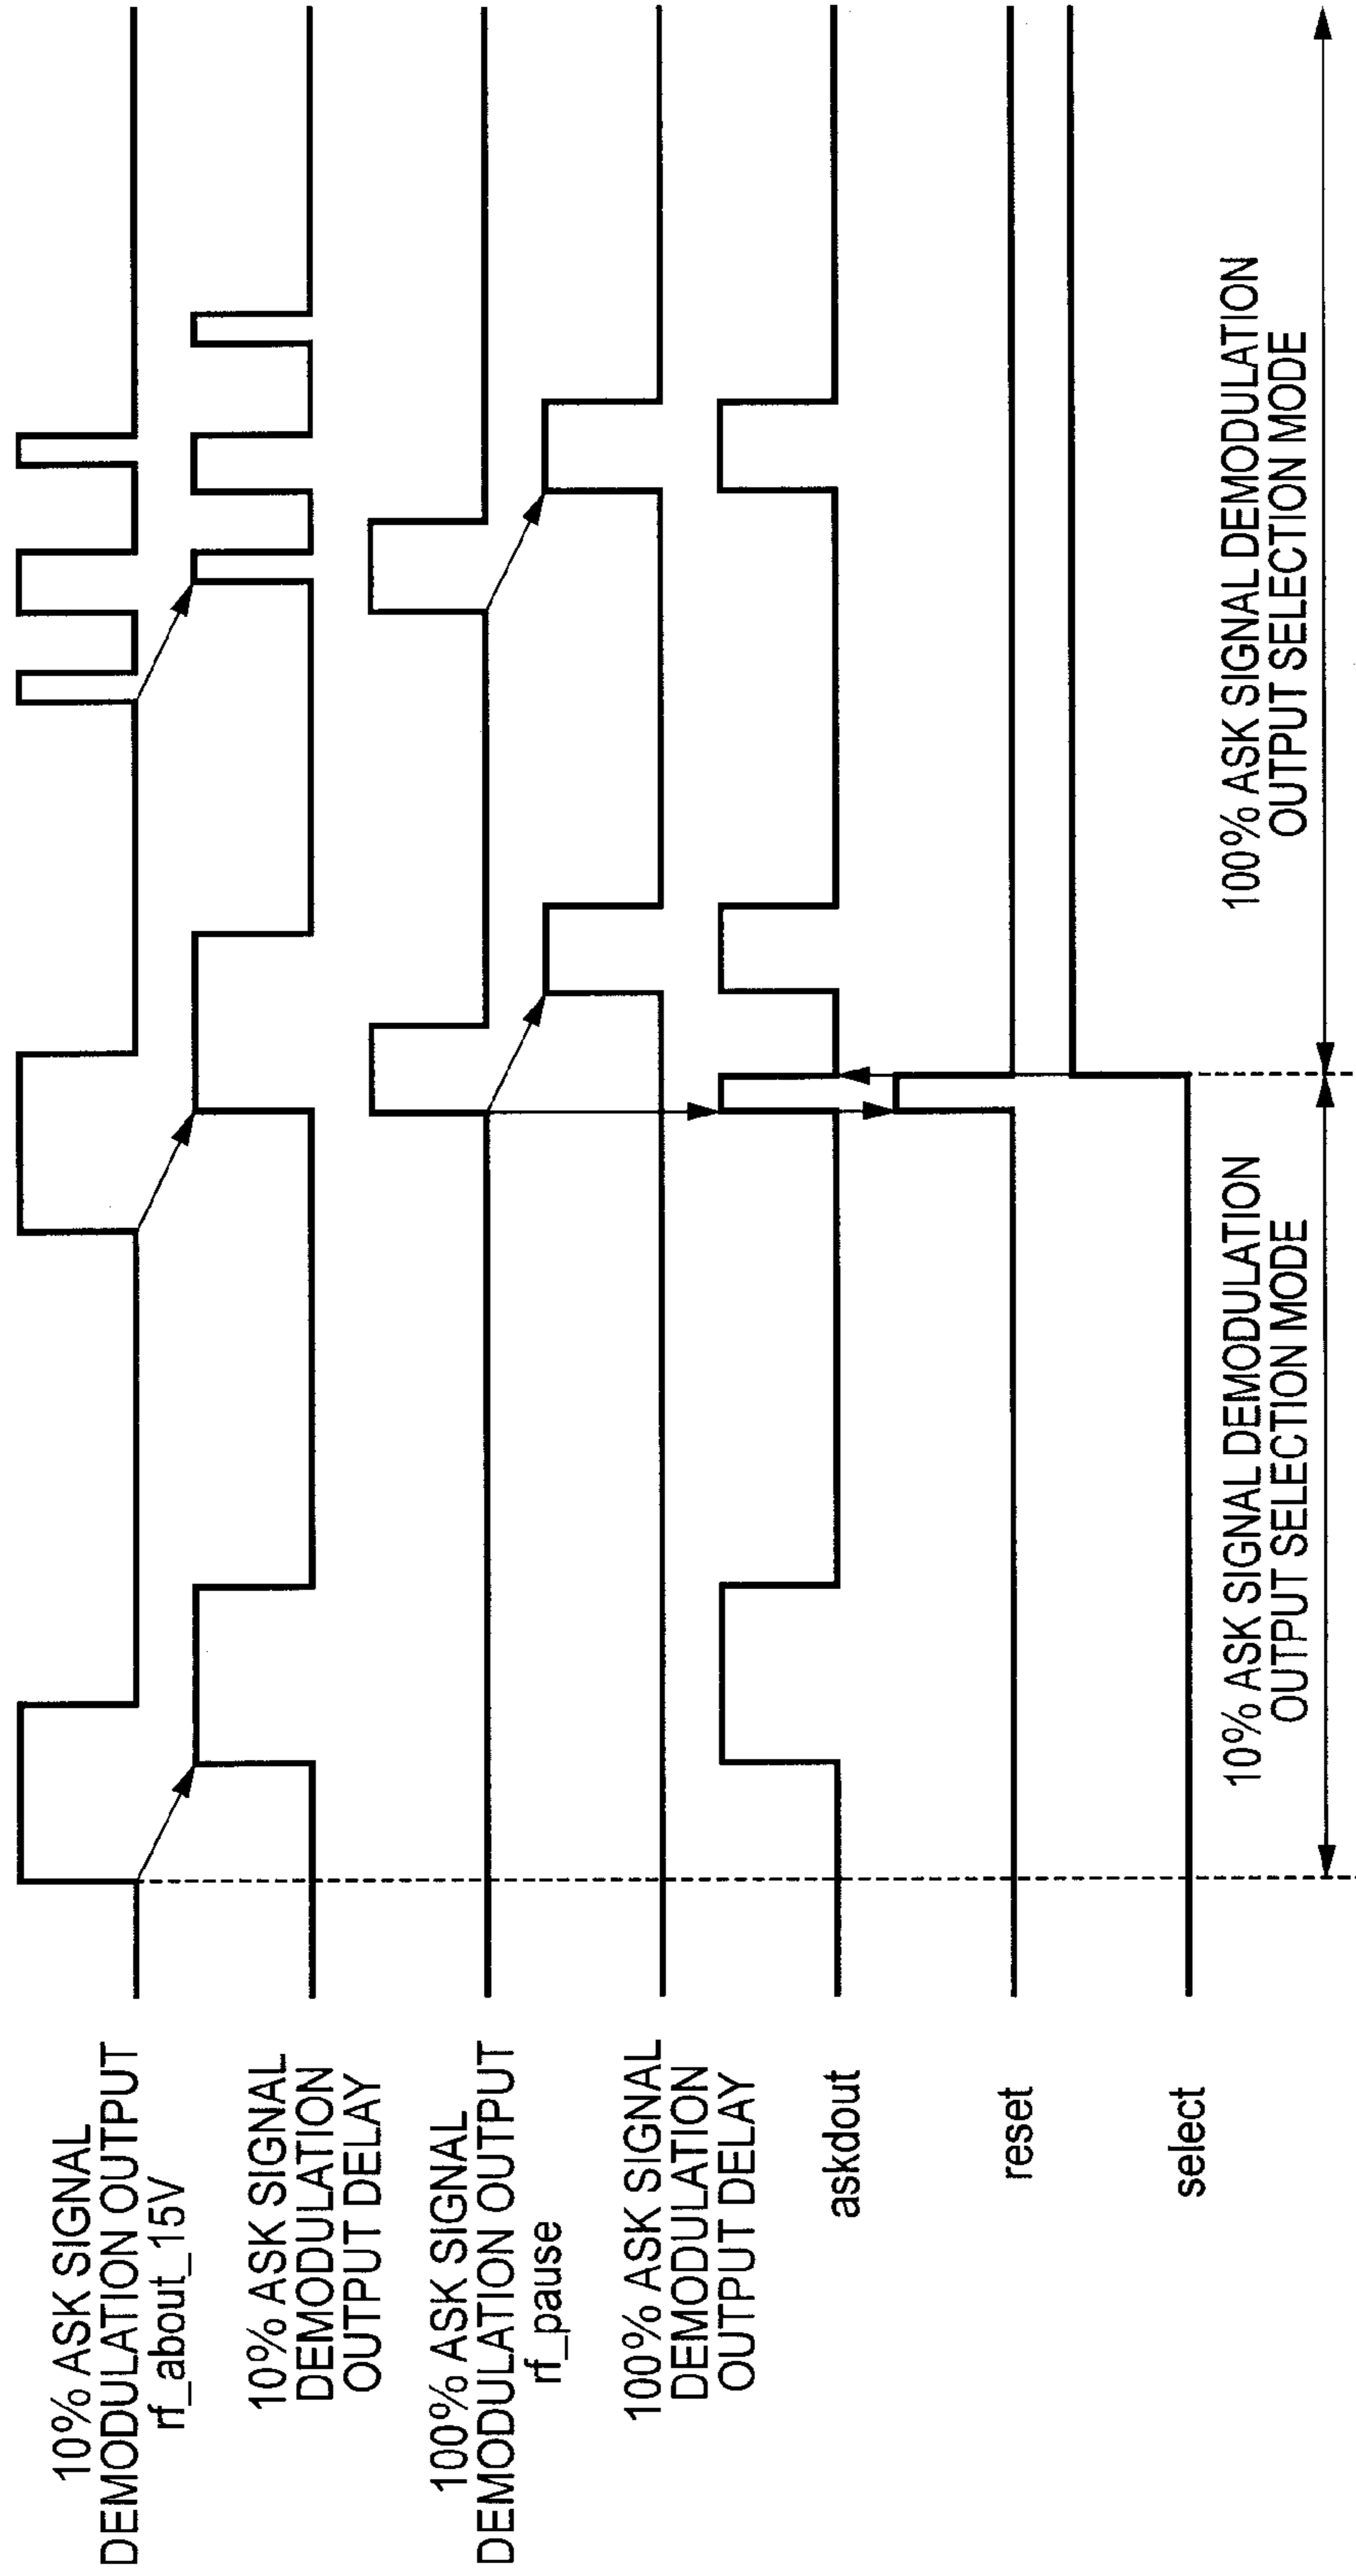 10% ASK SIGNAL
DEMODULATION OUTPUT
rf_about_15V
10% ASK SIGNAL
DEMODULATION
OUTPUT DELAY
100% ASK SIGNAL
DEMODULATION OUTPUT
rf_pause
100% ASK SIGNAL
DEMODULATION
OUTPUT DELAY
askdout
reset
select
10% ASK SIGNAL DEMODULATION
OUTPUT SELECTION MODE
100% ASK SIGNAL DEMODULATION
OUTPUT SELECTION MODE